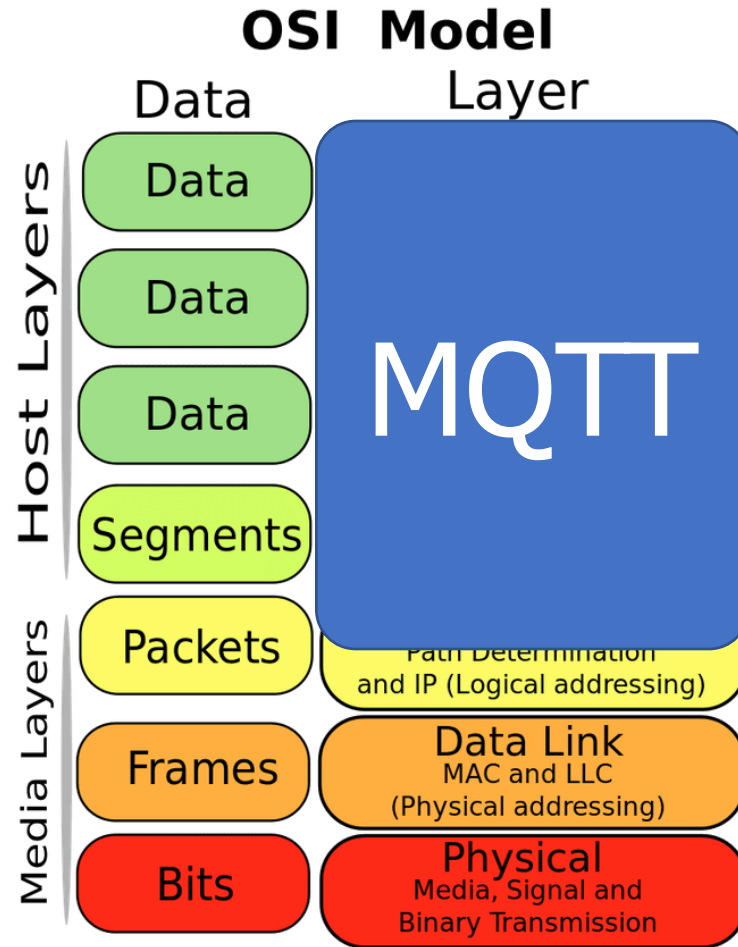 OSI Model
Data
Layer
Host Layers
Data
Data
Data
Segments
MQTT
Media Layers
Packets
Path Determination
and IP (Logical addressing)
Frames
Data Link
MAC and LLC
(Physical addressing)
Bits
Physical
Media, Signal and
Binary Transmission